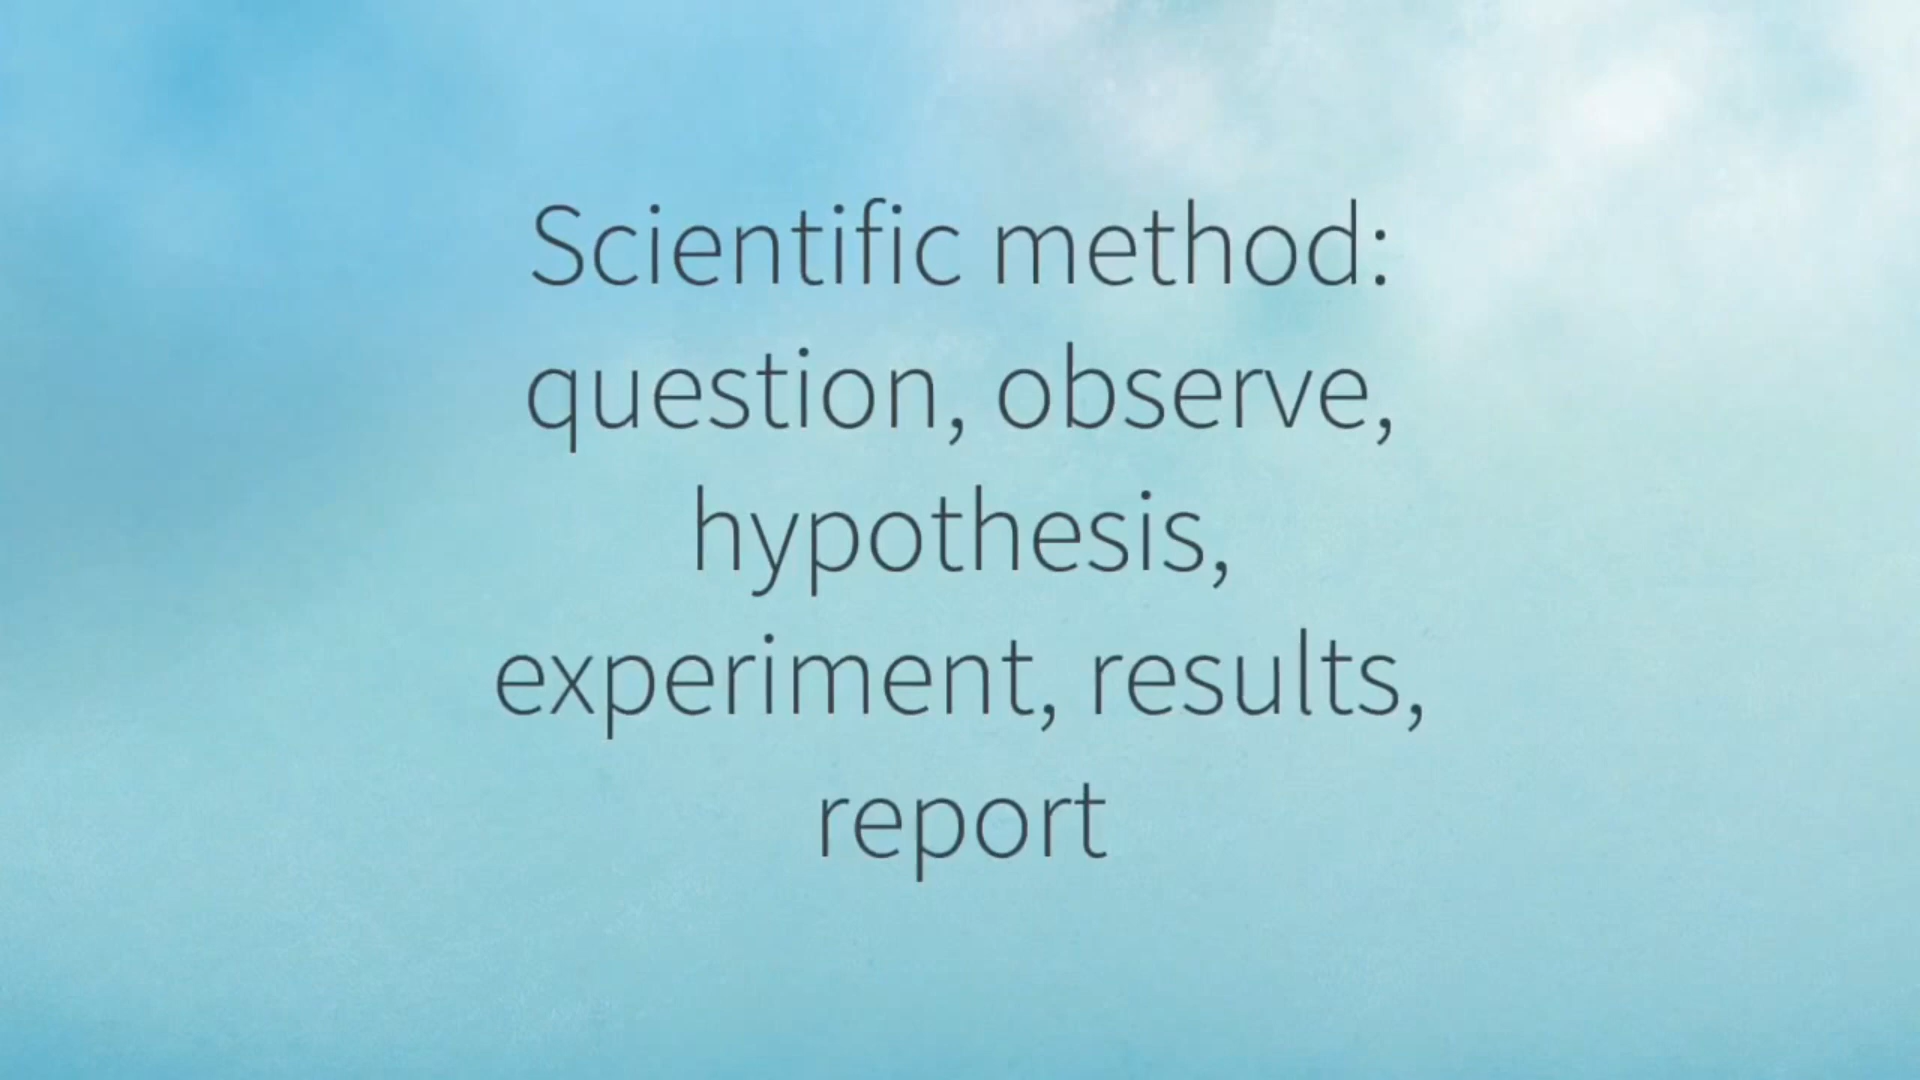 Scientific method:
question, observe,
hypothesis,
experiment, results,
report